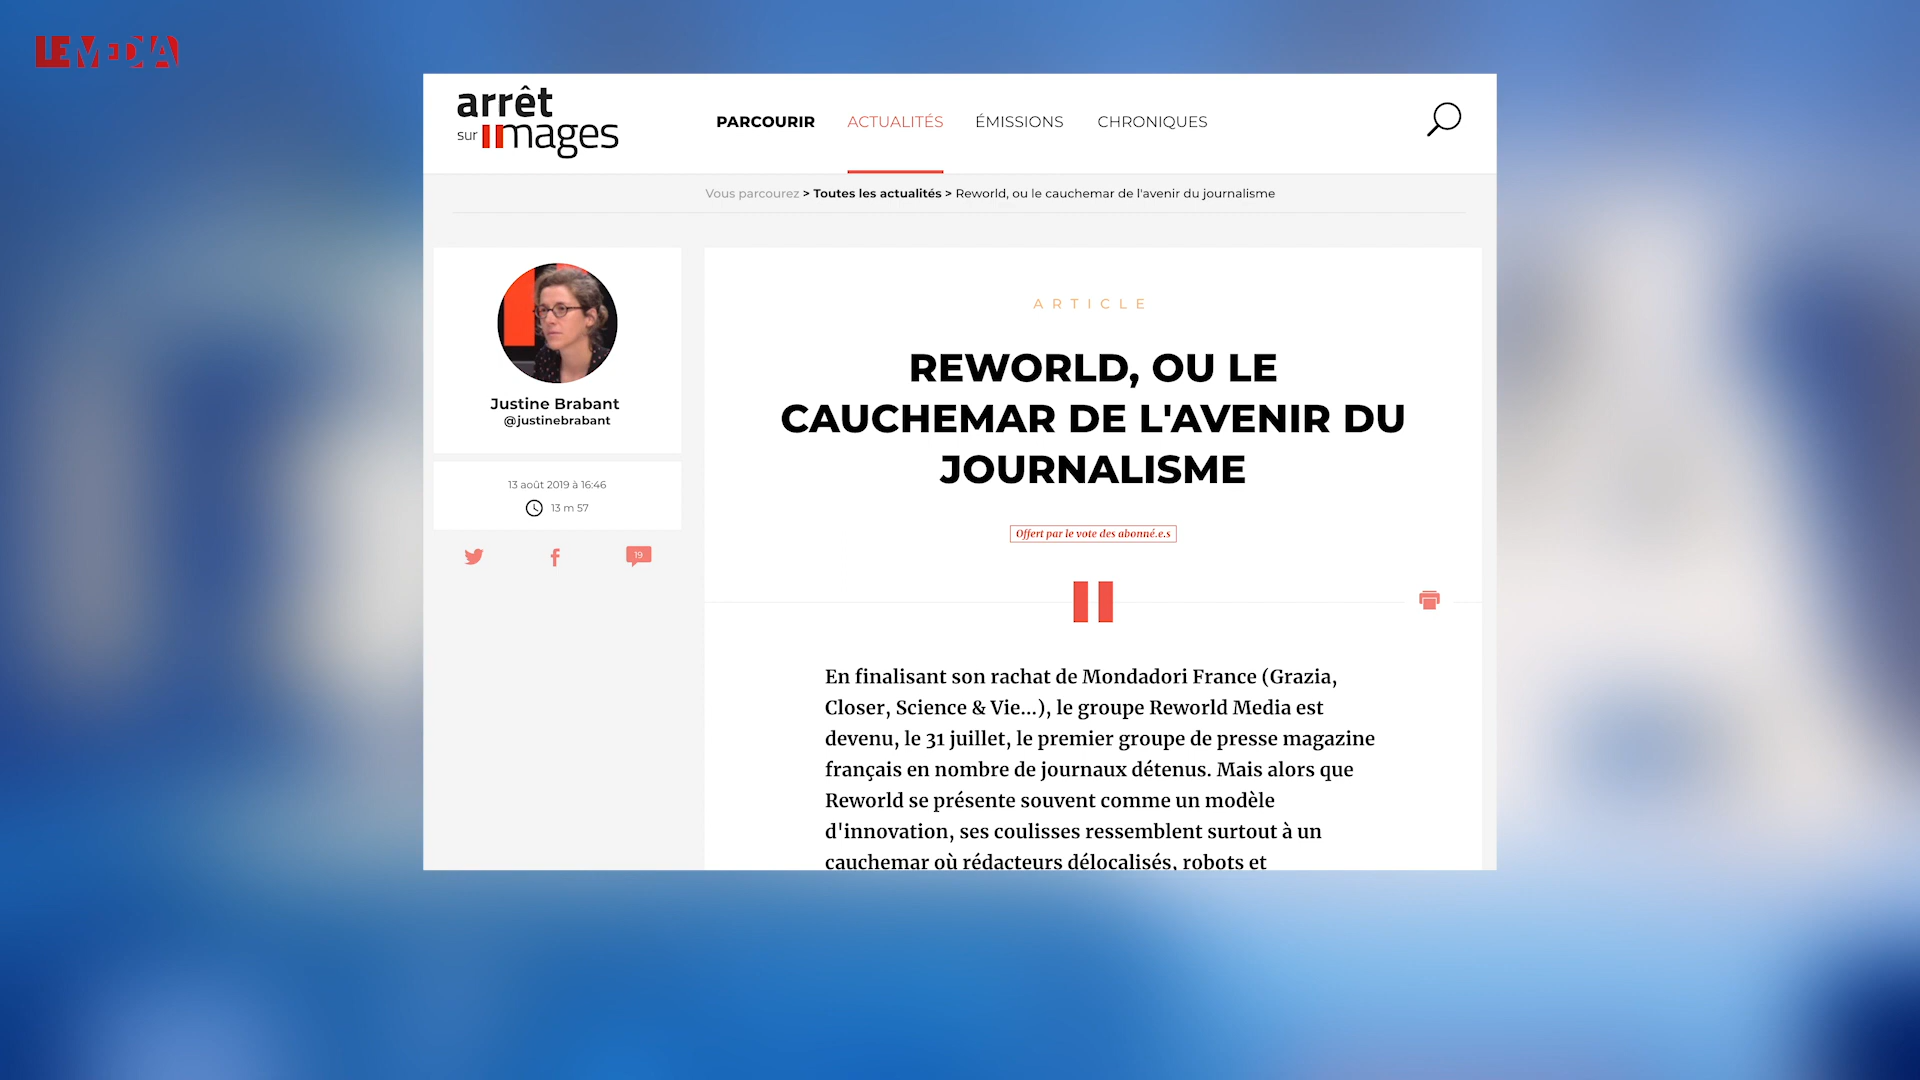 LE MEDIA
arrêt
sur images
PARCOURIR ACTUALITÉS ÉMISSIONS CHRONIQUES
Vous parcourez > Toutes les actualités > Reworld, ou le cauchemar de l'avenir du journalisme
Justine Brabant
@justinebrabant
13 août 2019 à 16:46
13 m 57
19
ARTICLE
REWORLD, OU LE
CAUCHEMAR DE L'AVENIR DU
JOURNALISME
Offert par le vote des abonné.e.s
En finalisant son rachat de Mondadori France (Grazia,
Closer, Science & Vie...), le groupe Reworld Media est
devenu, le 31 juillet, le premier groupe de presse magazine
français en nombre de journaux détenus. Mais alors que
Reworld se présente souvent comme un modèle
d'innovation, ses coulisses ressemblent surtout à un
cauchemar où rédacteurs délocalisés, robots et